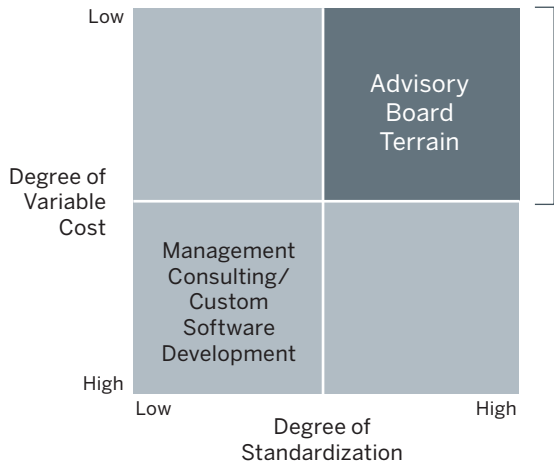 Low
Advisory
Board
Terrain
Degree of
Variable
Cost
Management
Consulting/
Custom
Software
Development
High
Low
High
Degree of
Standardization